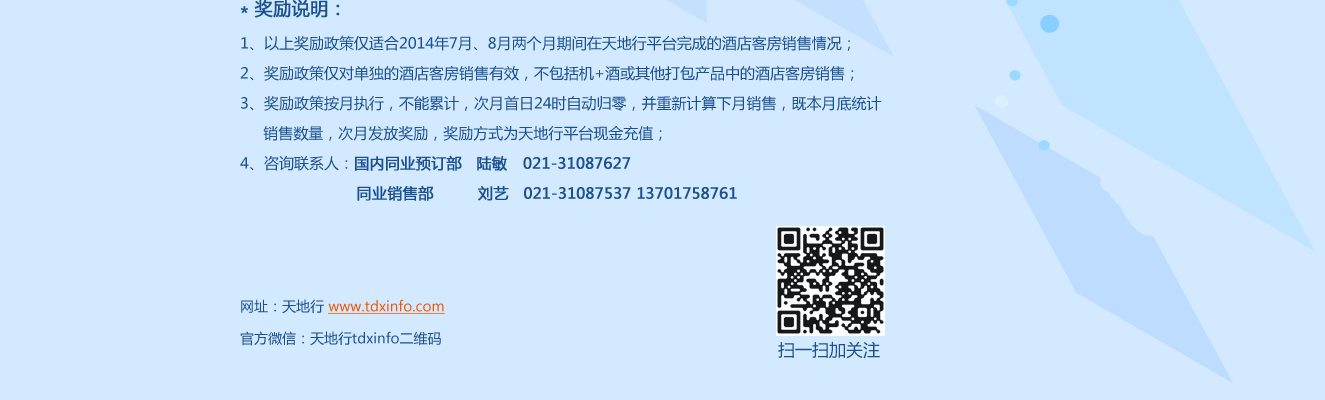 * 奖励说明：
1、以上奖励政策仅适合2014年7月、8月两个月期间在天地行平台完成的酒店客房销售情况；
2、奖励政策仅对单独的酒店客房销售有效，不包括机+酒或其他打包产品中的酒店客房销售；
3、奖励政策按月执行，不能累计，次月首日24时自动归零，并重新计算下月销售，既本月底统计
销售数量，次月发放奖励，奖励方式为天地行平台现金充值；
4、咨询联系人：国内同业预订部 陆敏 021-31087627
同业销售部 刘艺 021-31087537 13701758761
网址：天地行 www.tdxinfo.com
官方微信：天地行tdxinfo二维码
扫一扫加关注